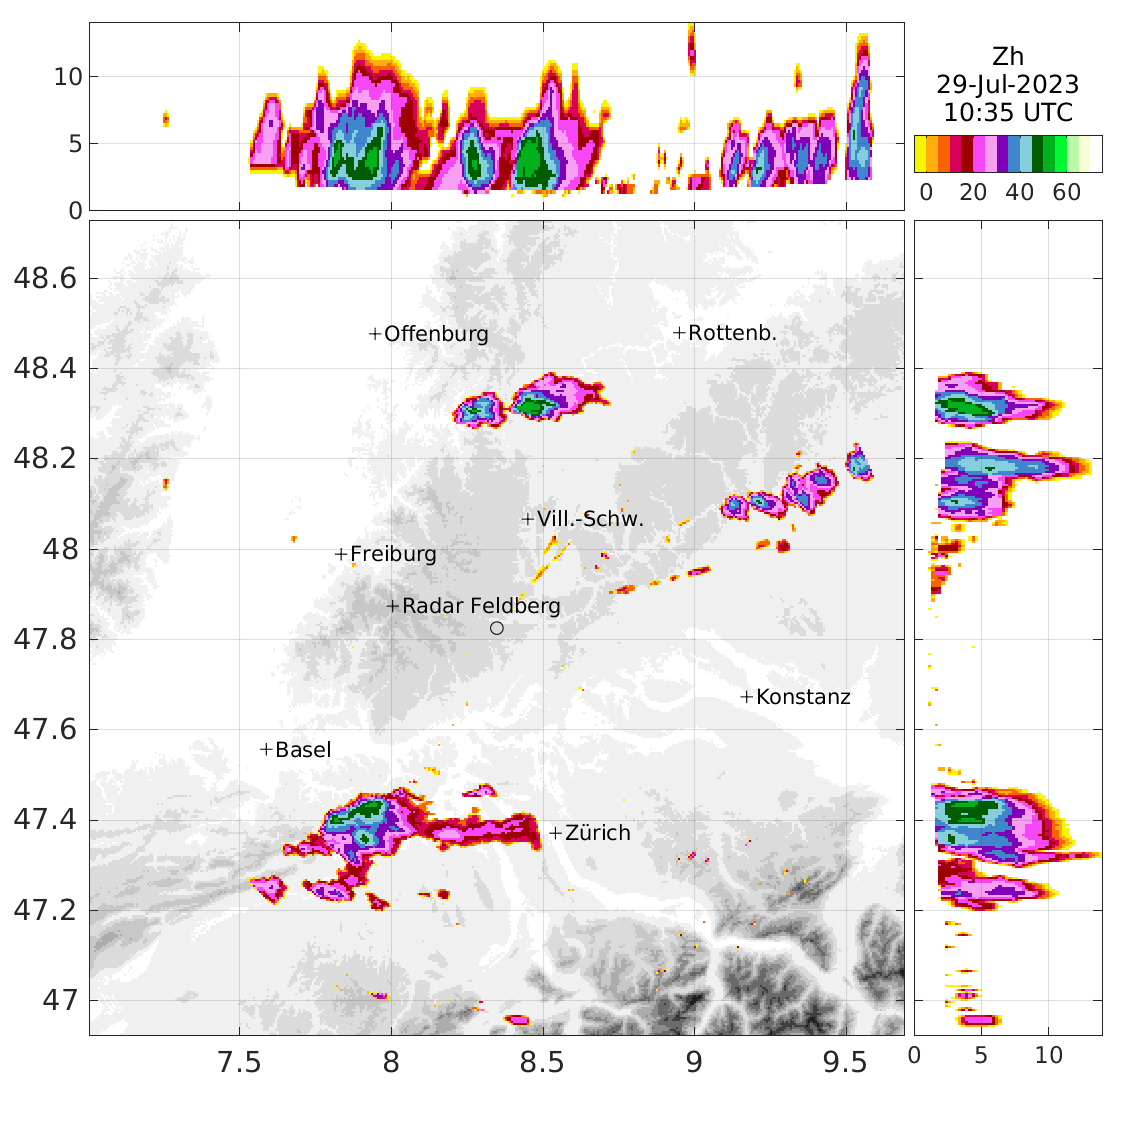 10
5
0
Zh
29-Jul-2023
10:35 UTC
0 20 40 60
48.6
48.4
48.2
48
47.8
47.6
47.4
47.2
47
Offenburg
Rottenb.
Vill.-Schw.
Freiburg
Radar Feldberg
Konstanz
Basel
Zürich
7.5 8 8.5 9 9.5
0 5 10